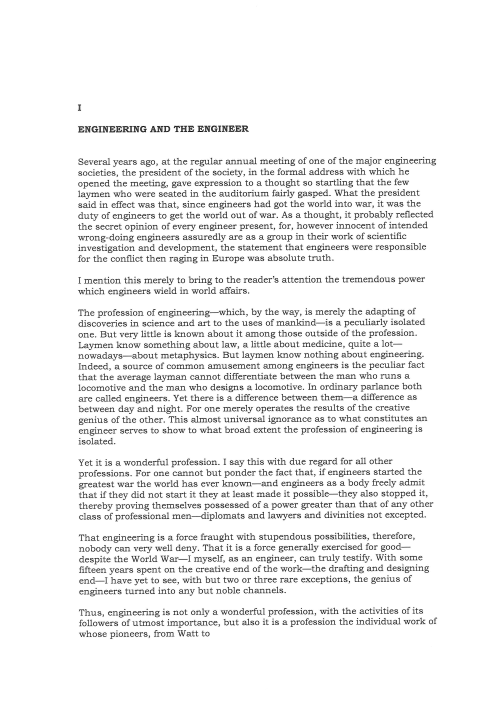 I
ENGINEERING AND THE ENGINEER
Several years ago, at the regular annual meeting of one of the major engineering
societies, the president of the society, in the formal address with which he
opened the meeting, gave expression to a thought so startling that the few
laymen who were seated in the auditorium fairly gasped. What the president
said in effect was that, since engineers had got the world into war, it was the
duty of engineers to get the world out of war. As a thought, it probably reflected
the secret opinion of every engineer present, for, however innocent of intended
wrong-doing engineers assuredly are as a group in their work of scientific
investigation and development, the statement that engineers were responsible
for the conflict then raging in Europe was absolute truth.
I mention this merely to bring to the reader's attention the tremendous power
which engineers wield in world affairs.
The profession of engineering—which, by the way, is merely the adapting of
discoveries in science and art to the uses of mankind—is a peculiarly isolated
one. But very little is known about it among those outside of the profession.
Laymen know something about law, a little about medicine, quite a lot—
nowadays—about metaphysics. But laymen know nothing about engineering.
Indeed, a source of common amusement among engineers is the peculiar fact
that the average layman cannot differentiate between the man who runs a
locomotive and the man who designs a locomotive. In ordinary parlance both
are called engineers. Yet there is a difference between them—a difference as
between day and night. For one merely operates the results of the creative
genius of the other. This almost universal ignorance as to what constitutes an
engineer serves to show to what broad extent the profession of engineering is
isolated.
Yet it is a wonderful profession. I say this with due regard for all other
professions. For one cannot but ponder the fact that, if engineers started the
greatest war the world has ever known—and engineers as a body freely admit
that if they did not start it they at least made it possible—they also stopped it,
thereby proving themselves possessed of a power greater than that of any other
class of professional men—diplomats and lawyers and divinities not excepted.
That engineering is a force fraught with stupendous possibilities, therefore,
nobody can very well deny. That it is a force generally exercised for good—
despite the World War—I myself, as an engineer, can truly testify. With some
fifteen years spent on the creative end of the work—the drafting and designing
end—I have yet to see, with but two or three rare exceptions, the genius of
engineers turned into any but noble channels.
Thus, engineering is not only a wonderful profession, with the activities of its
followers of utmost importance, but also it is a profession the individual work of
whose pioneers, from Watt to